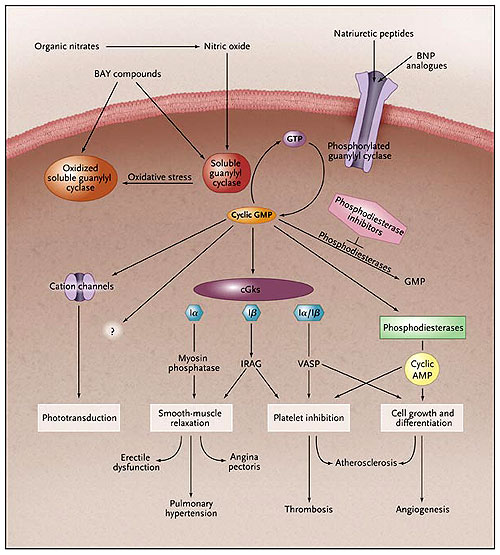 Organic nitrates
Nitric oxide
Natriuretic peptides
BAY compounds
BNP
analogues
GTP
Phosphorylated
guanylyl cyclase
Oxidized
soluble guanylyl
cyclase
Oxidative stress
Soluble
guanylyl
cyclase
Cyclic GMP
Phosphodiesterase
inhibitors
Phosphodiesterases
GMP
Cation channels
cGks
?
Iα
Iβ
Iα/Iβ
Phosphodiesterases
Myosin
phosphatase
IRAG
VASP
Cyclic
AMP
Phototransduction
Smooth-muscle
relaxation
Platelet inhibition
Cell growth and
differentiation
Erectile
dysfunction
Angina
pectoris
Atherosclerosis
Pulmonary
hypertension
Thrombosis
Angiogenesis